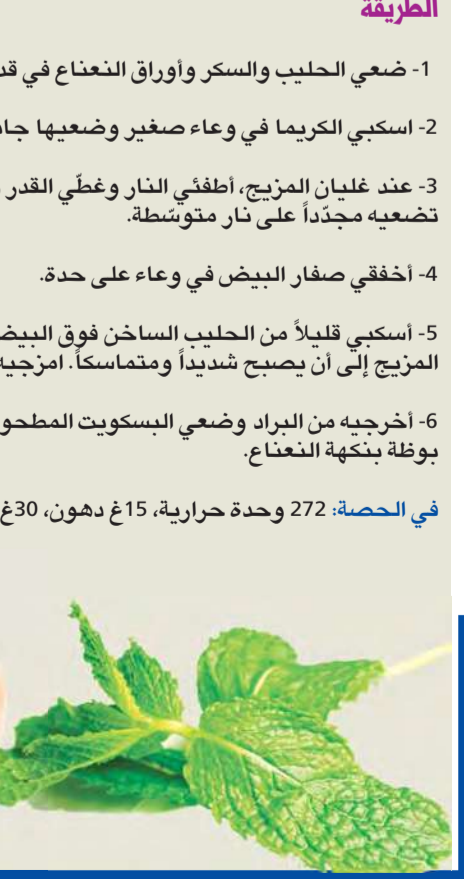 الطريقة
1- ضعي الحليب والسكر وأوراق النعناع في
2- اسكبي الكريما في وعاء صغير وضعيها
3- عند غليان المزيج، أطفئي النار وغطّي القدر
تضعيه مجدّداً على نار متوسّطة.
4- أخفقي صفار البيض في وعاء على حدة.
5- أسكبي قليلاً من الحليب الساخن فوق البيض
المزيج إلى أن يصبح شديداً ومتماسكاً. امزجيه
6- أخرجيه من البراد وضعي البسكويت
بوظة بنكهة النعناع.
في الحصة: 272 وحدة حرارية، 15غ دهون، 30غ